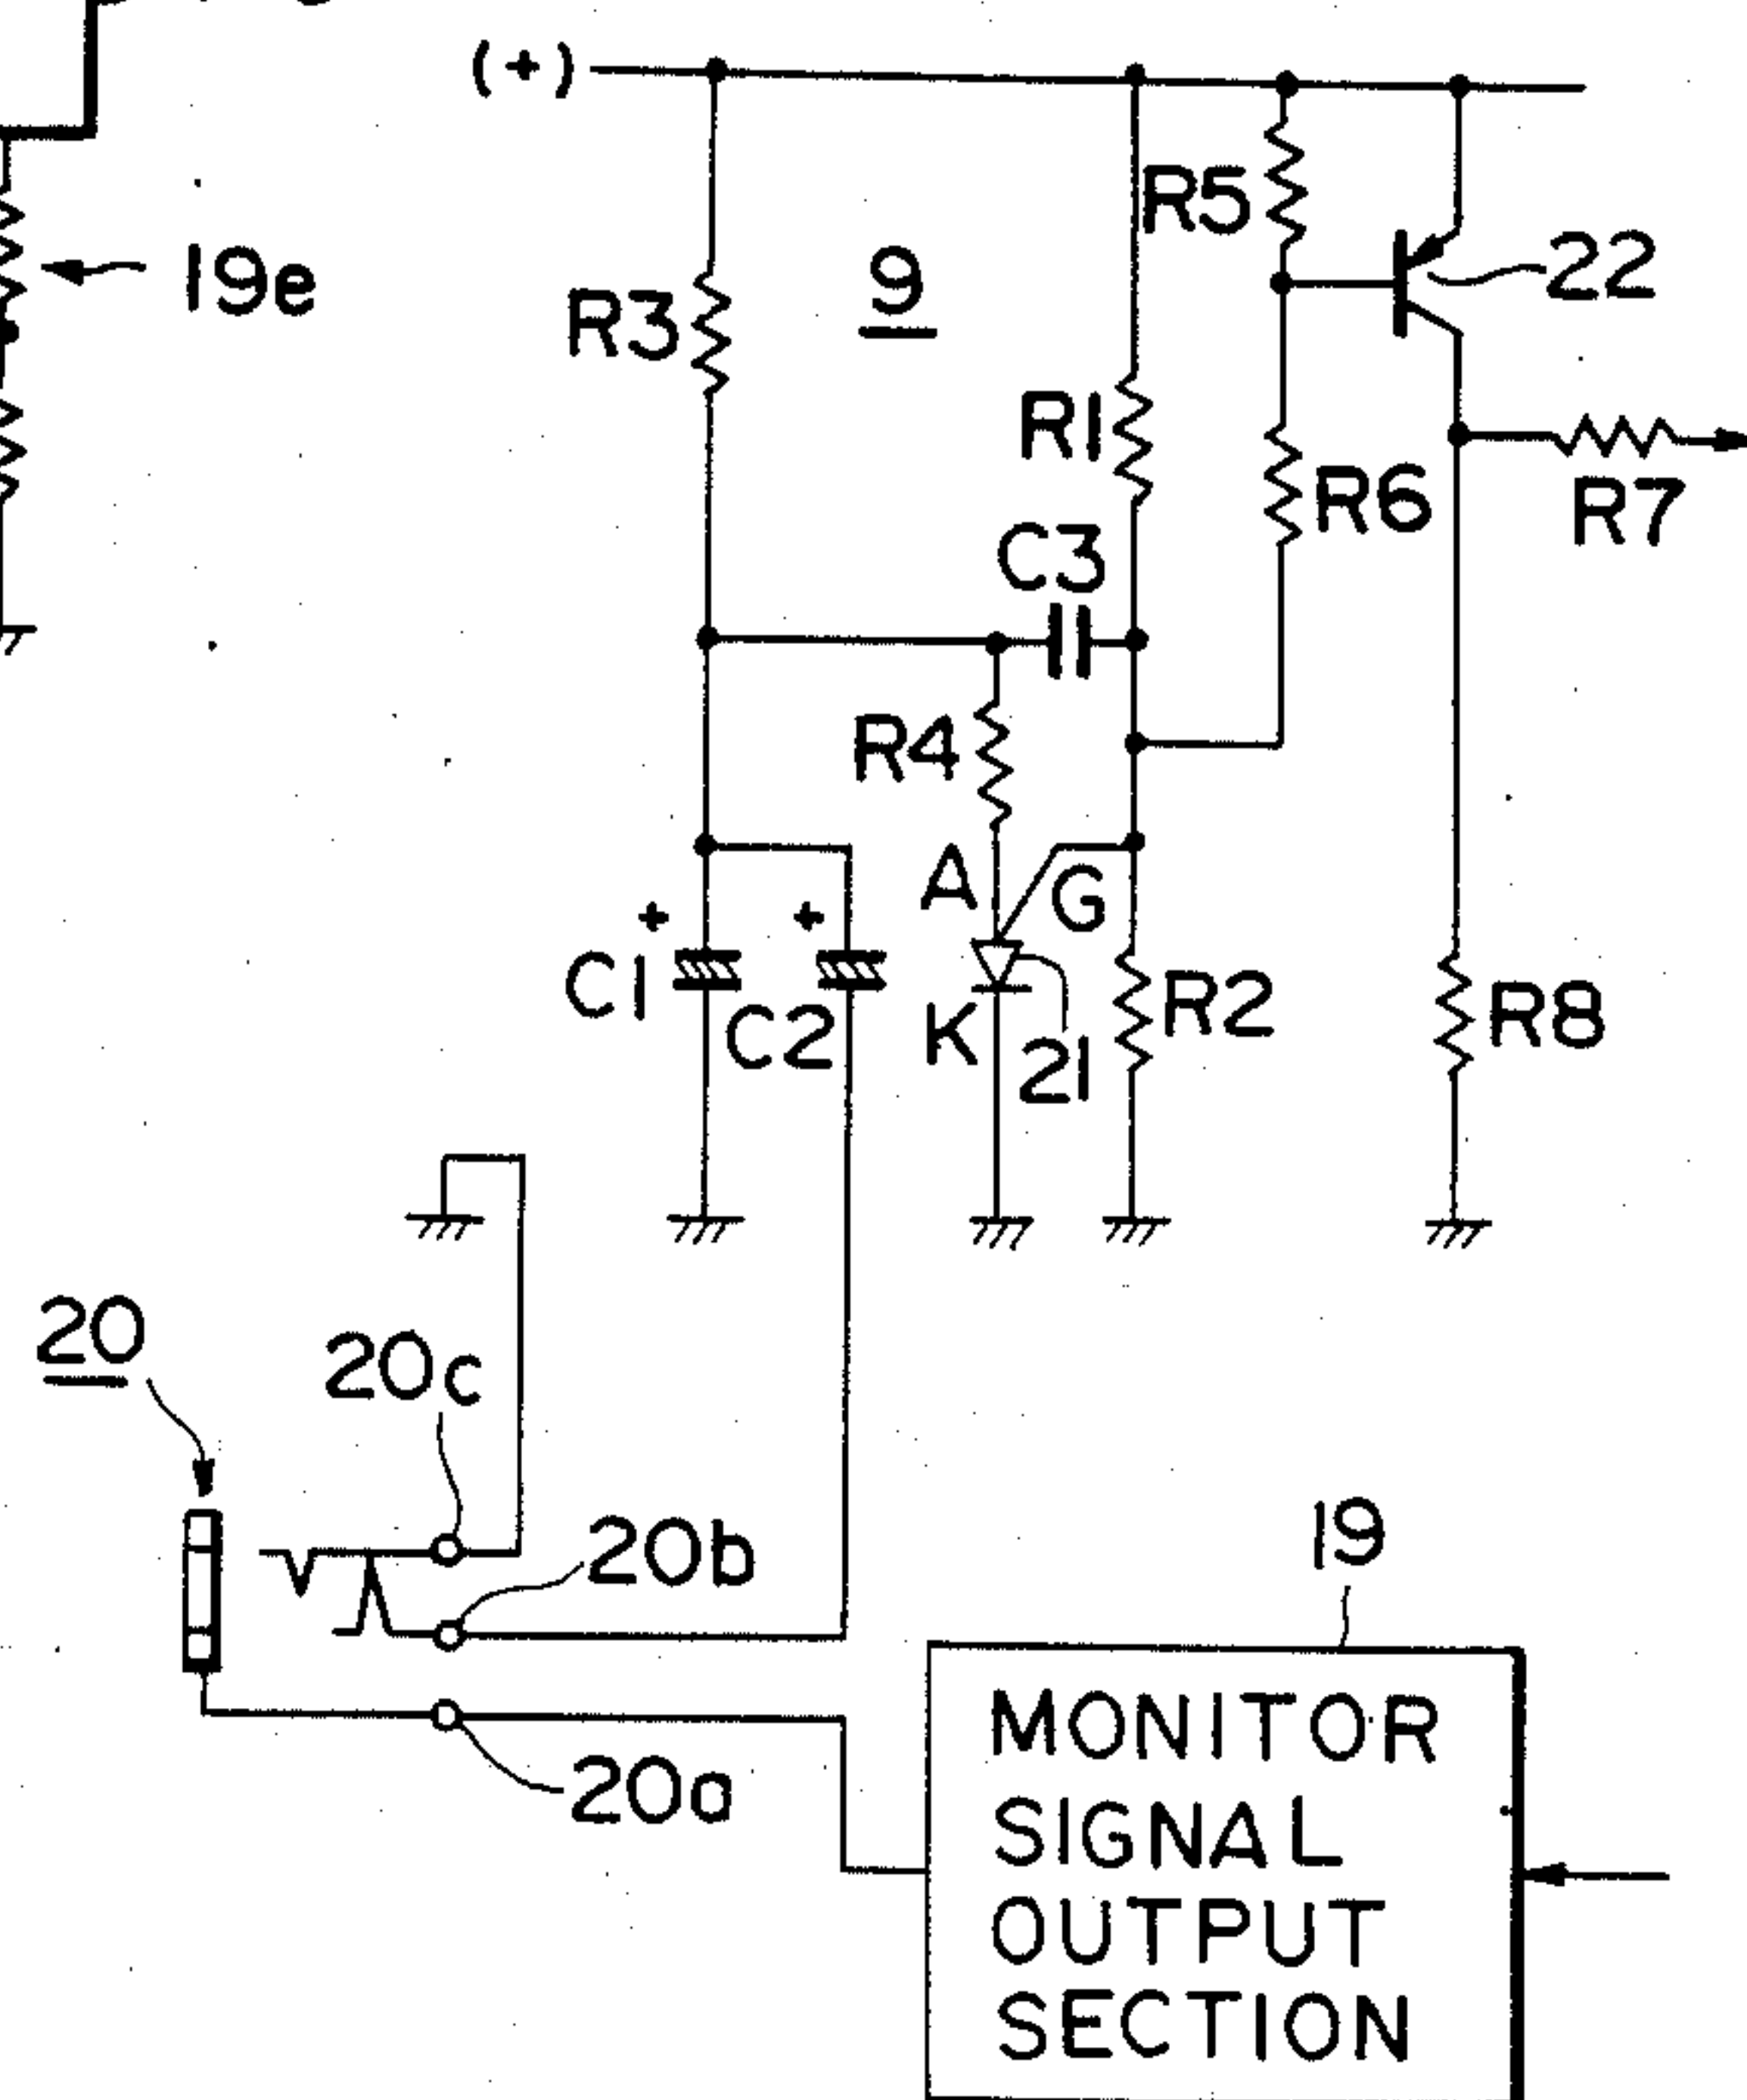 (+)
R5
22
19e
9
R3
R1
R6
R7
C3
R4
A
G
+
+
C1
C2
K
21
R2
R8
20
20c
20b
19
20a
MONITOR
SIGNAL
OUTPUT
SECTION